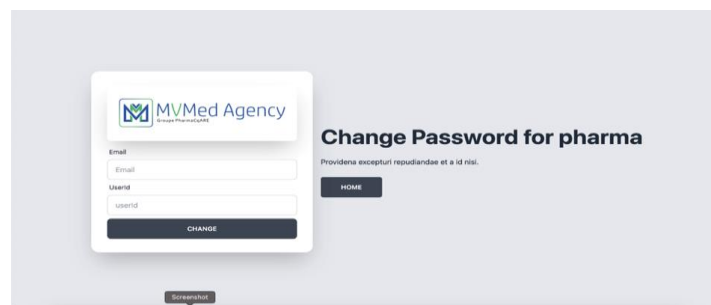 MVMed Agency
Groupe PharmaCęARE
Email
Email
UserId
userid
CHANGE
Change Password for pharma
Providena excepturi repudiandae et a id nisi.
HOME
Screenshot